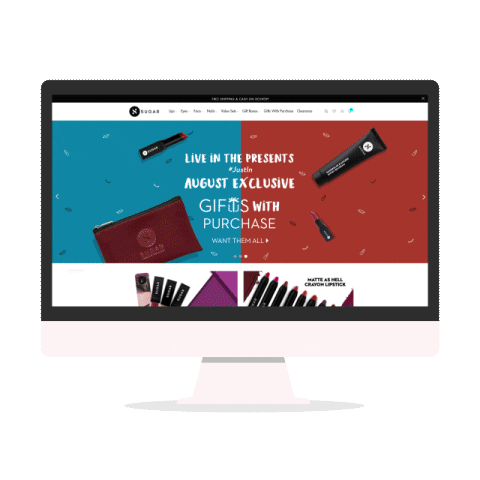 FREE SHIPPING & CASH ON DELIVERY
SUGAR
Lips Eyes Face Nails Value Sets Gift Boxes Gifts With Purchase Clearance
LIVE IN THE PRESENTS
#JustIn
AUGUST EXCLUSIVE
GIFTS WITH
PURCHASE
WANT THEM ALL
SUGAR
MATTE AS HELL
CRAYON LIPSTICK